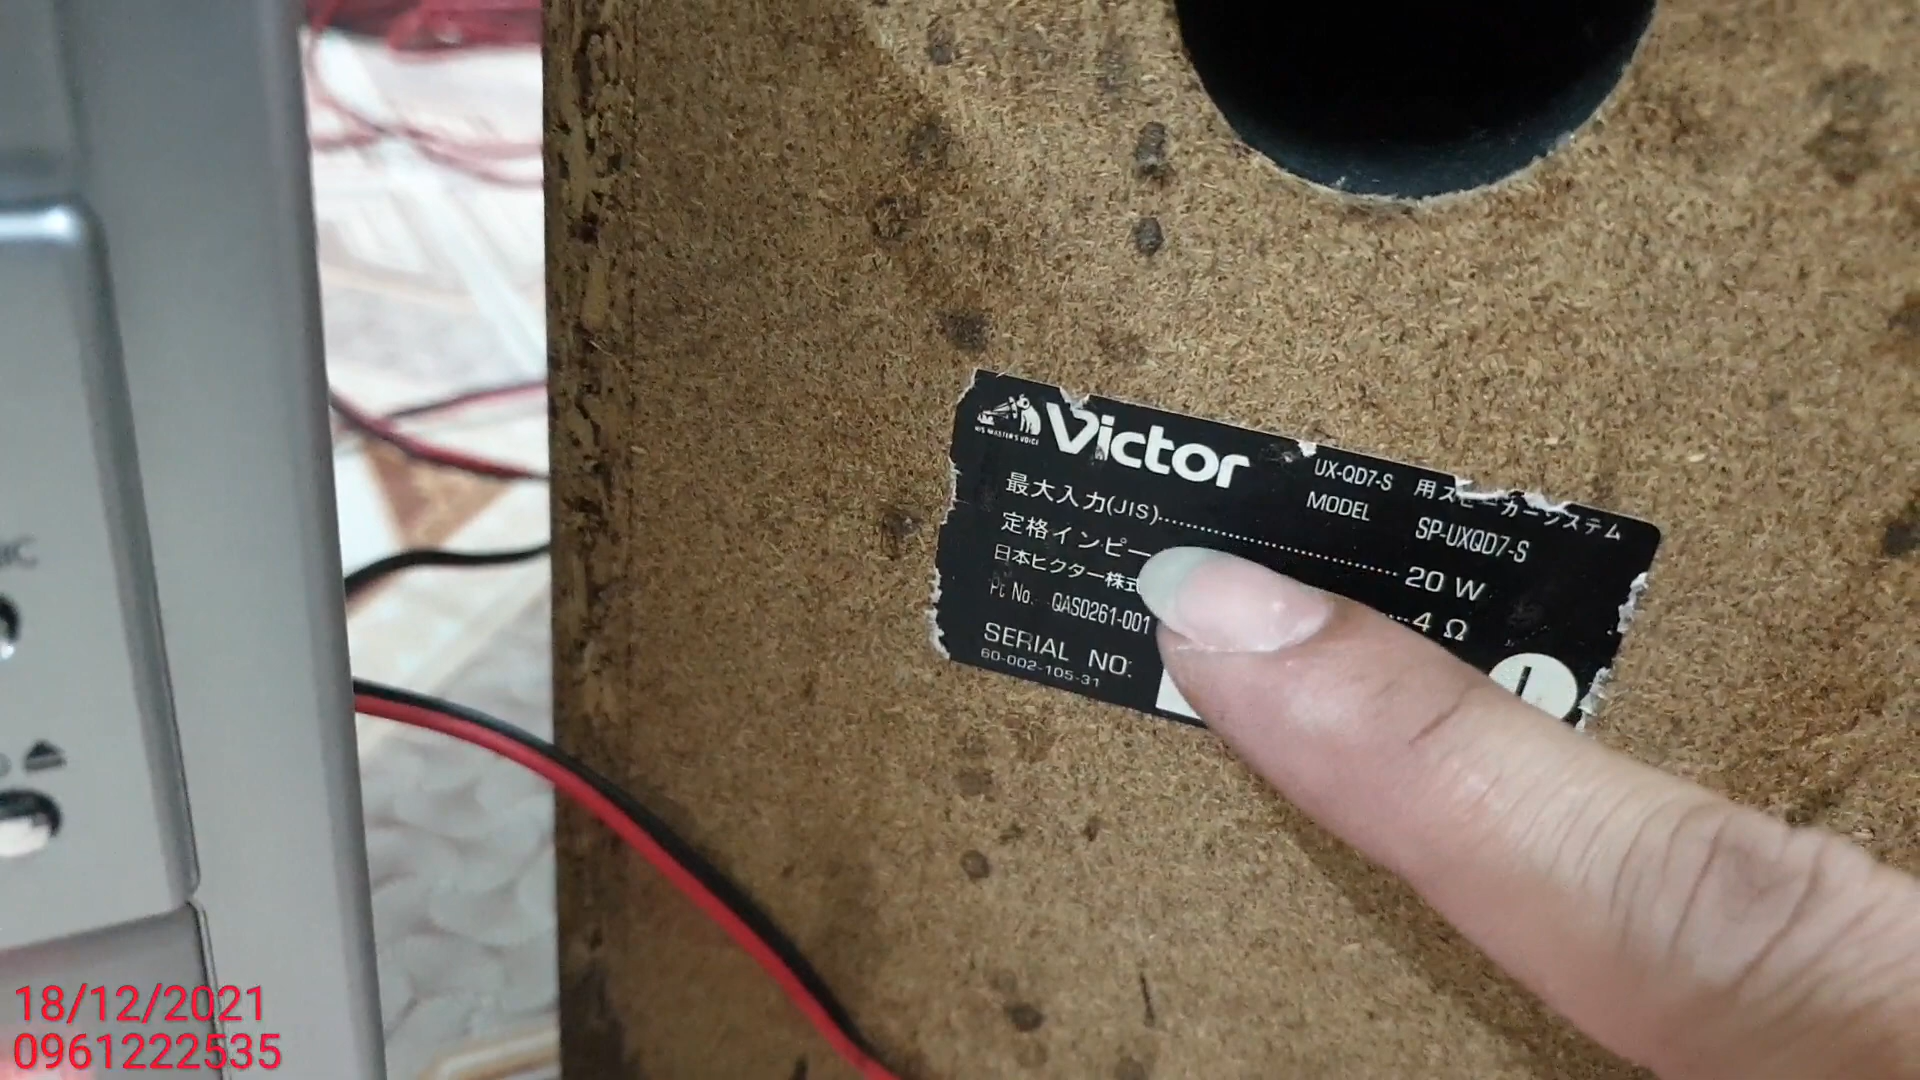 HIS MASTER'S VOICE
Victor
UX-QD7-S 用スピーカーシステム
MODEL SP-UXQD7-S
最大入力(JIS) 20 W
定格インピー 4 Ω
日本ビクター株式
Pc No. QAS0261-001
SERIAL NO:
60-002-105-31
18/12/2021
0961222535